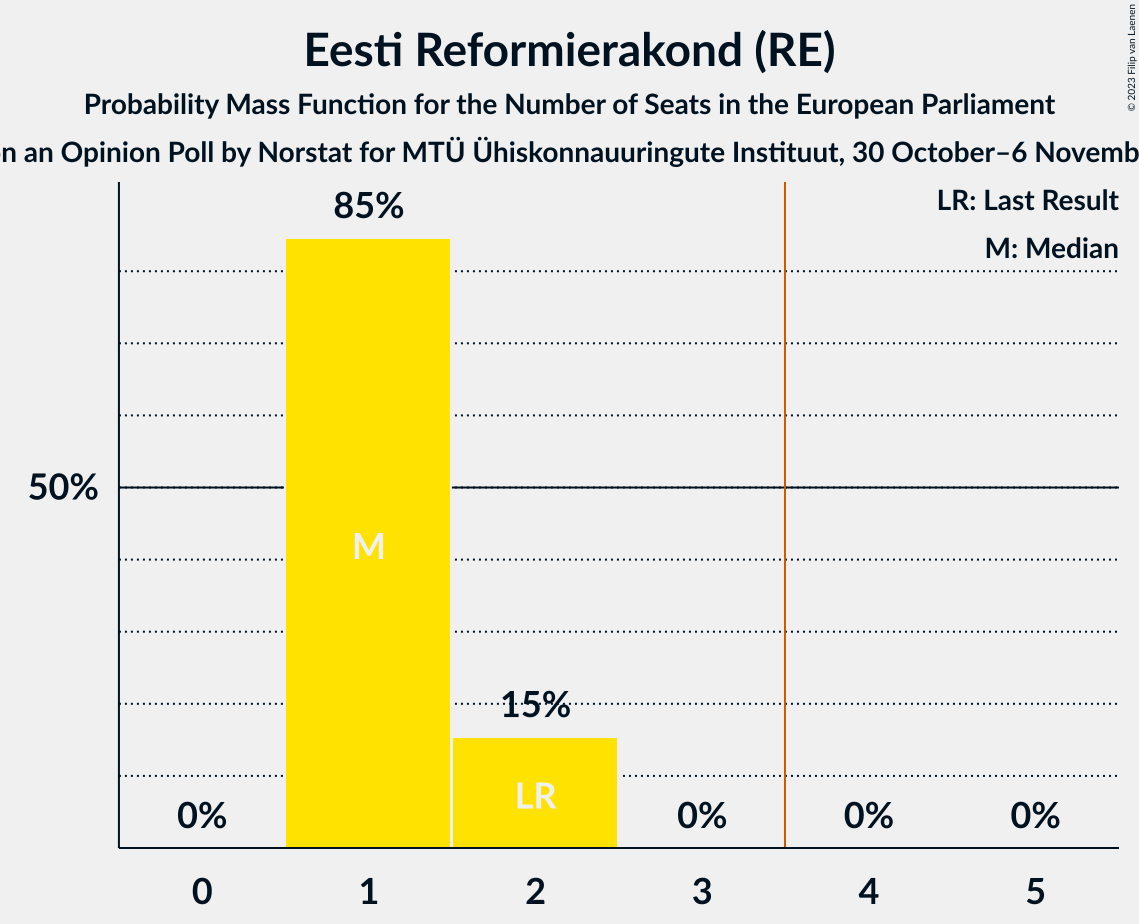 © 2023 Filip van Laenen
Eesti Reformierakond (RE)
Probability Mass Function for the Number of Seats in the European Parliament
an Opinion Poll by Norstat for MTÜ Ühiskonnauuringute Instituut, 30 October–6
LR: Last Result
M: Median
85%
50%
M
15%
LR
0%
0%
0%
0%
0 1 2 3 4 5